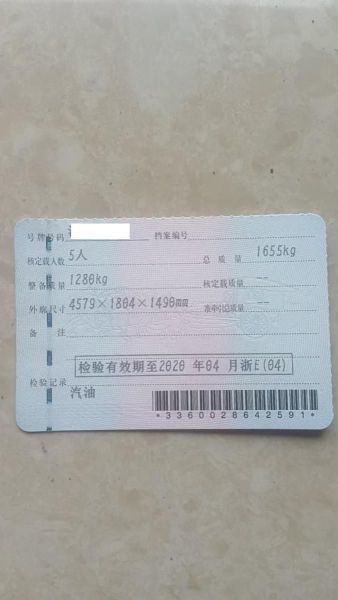 号牌号码 档案编号
核定载人数 5人 总质量 1655kg
整备质量 1280kg 核定载质量 --
外廓尺寸 4579×1804×1490mm 准牵引总质量 --
备注
检验有效期至2020年04月浙E(04)
检验记录
汽油
*3360028642591*